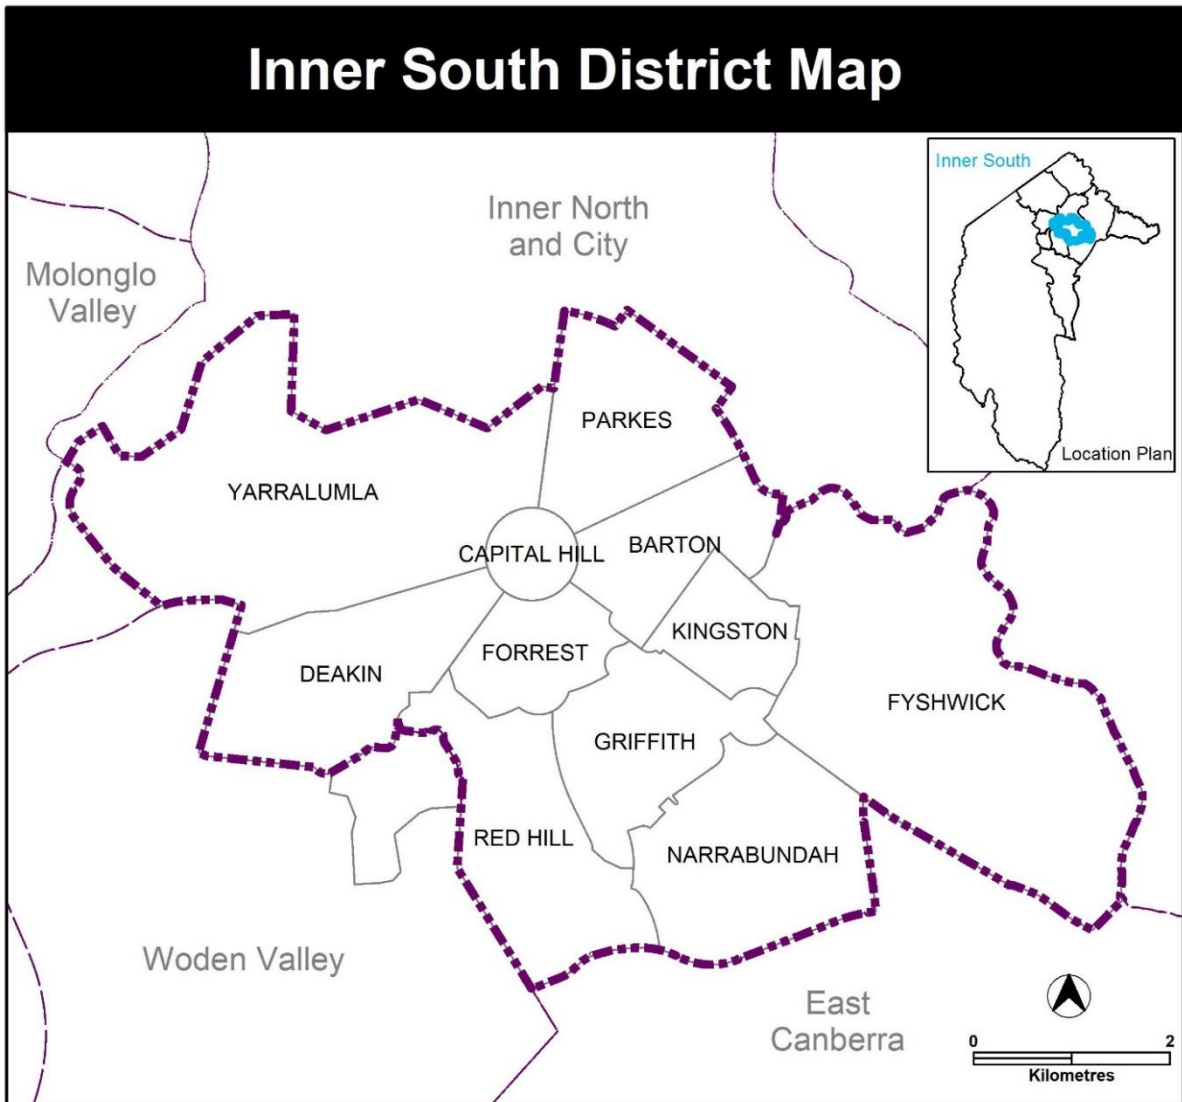 Inner South District Map
Inner South
Location Plan
Inner North
and City
Molonglo
Valley
PARKES
YARRALUMLA
CAPITAL HILL
BARTON
KINGSTON
FORREST
DEAKIN
FYSHWICK
GRIFFITH
RED HILL
NARRABUNDAH
Woden Valley
East
Canberra
0 2
Kilometres